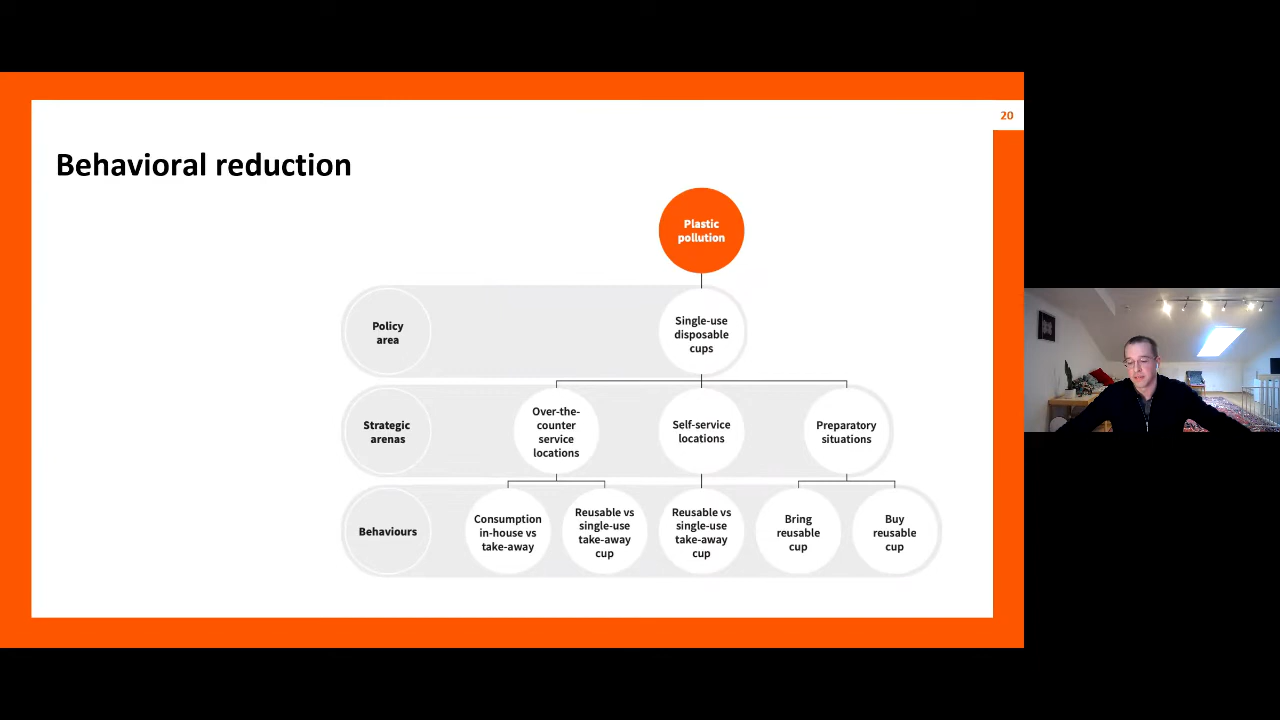 20
Behavioral reduction
Plastic
pollution
Policy
area
Single-use
disposable
cups
Strategic
arenas
Over-the-
counter
service
locations
Self-service
locations
Preparatory
situations
Behaviours
Consumption
in-house vs
take-away
Reusable vs
single-use
take-away
cup
Reusable vs
single-use
take-away
cup
Bring
reusable
cup
Buy
reusable
cup